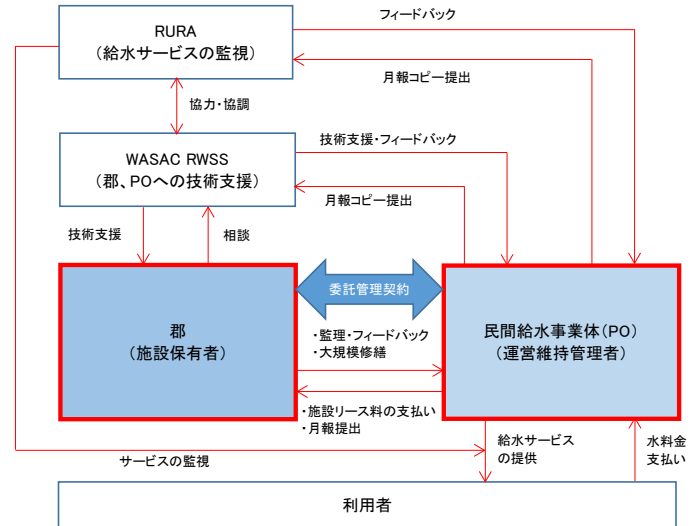 フィードバック
RURA
（給水サービスの監視）
月報コピー提出
協力・協調
WASAC RWSS
（郡、POへの技術支援）
技術支援・フィードバック
月報コピー提出
技術支援
相談
委託管理契約
郡
（施設保有者）
民間給水事業体（PO）
（運営維持管理者）
・監理・フィードバック
・大規模修繕
・施設リース料の支払い
・月報提出
サービスの監視
給水サービス
の提供
水料金
支払い
利用者